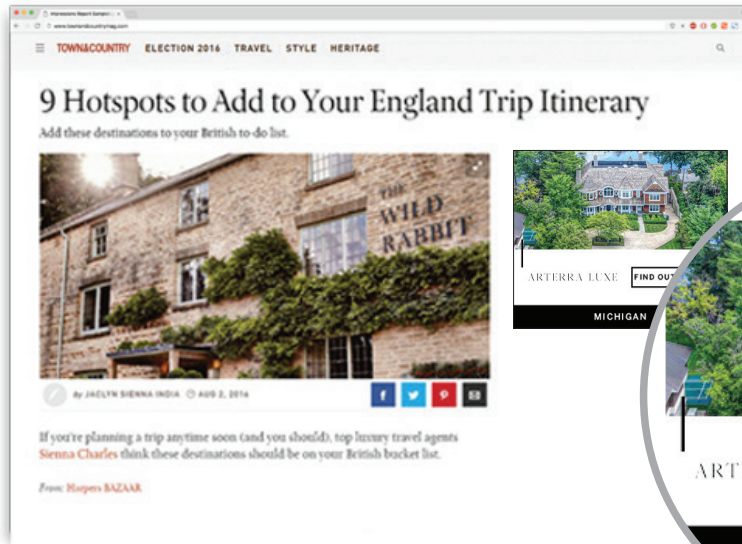 www.townandcountrymag.com
TOWN&COUNTRY ELECTION 2016 TRAVEL STYLE HERITAGE
9 Hotspots to Add to Your England Trip Itinerary
Add these destinations to your British to-do list.
THE
WILD
RABBIT
ARTERRA LUXE FIND OUT
MICHIGAN
By JACLYN SIENNA INDIA AUG 2, 2016
If you're planning a trip anytime soon (and you should), top luxury travel agents
Sienna Charles think these destinations should be on your British bucket list.
From: Harpers BAZAAR
ART